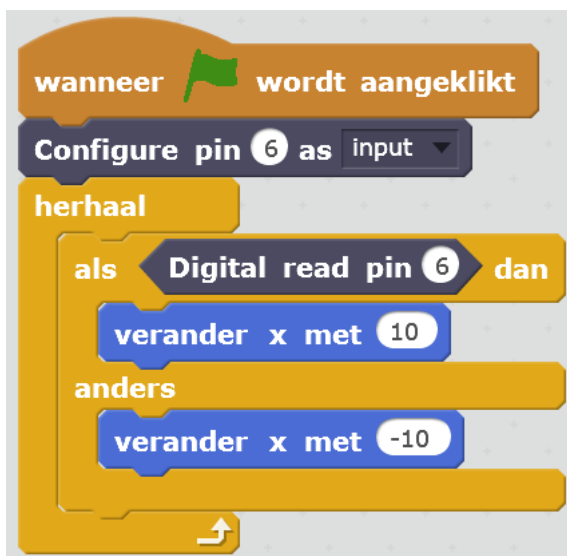 wanneer wordt aangeklikt
Configure pin 6 as input
herhaal
als Digital read pin 6 dan
verander x met 10
anders
verander x met -10